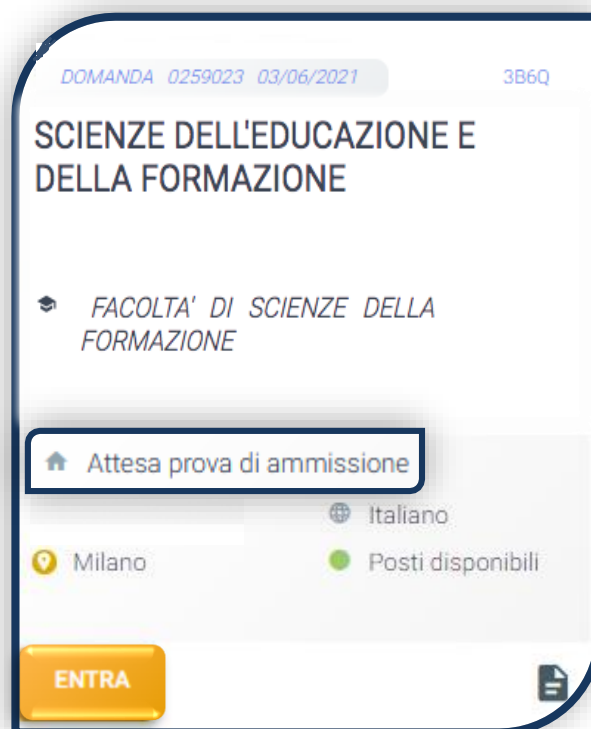 DOMANDA 0259023 03/06/2021 3B6Q
SCIENZE DELL'EDUCAZIONE E
DELLA FORMAZIONE
FACOLTA' DI SCIENZE DELLA
FORMAZIONE
Attesa prova di ammissione
Italiano
Milano Posti disponibili
ENTRA